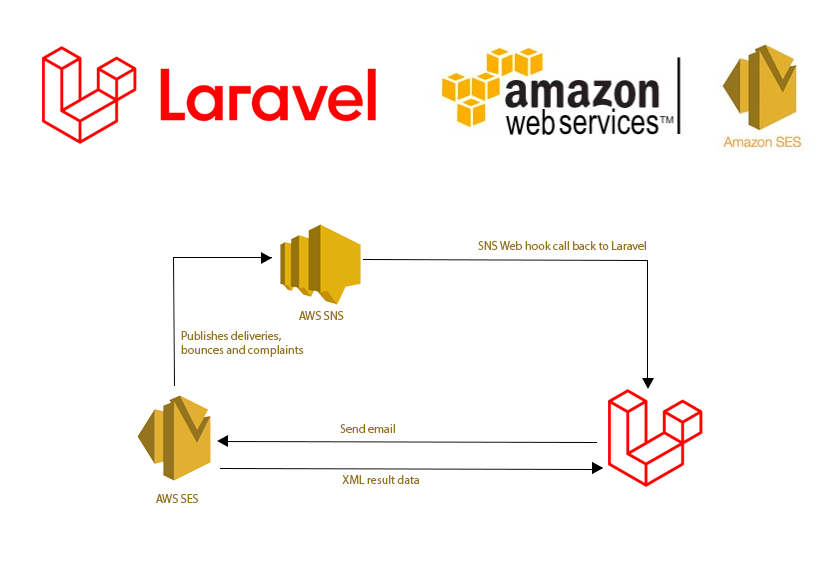 Laravel
amazon
web services™
Amazon SES
SNS Web hook call back to Laravel
AWS SNS
Publishes deliveries,
bounces and complaints
Send email
XML result data
AWS SES